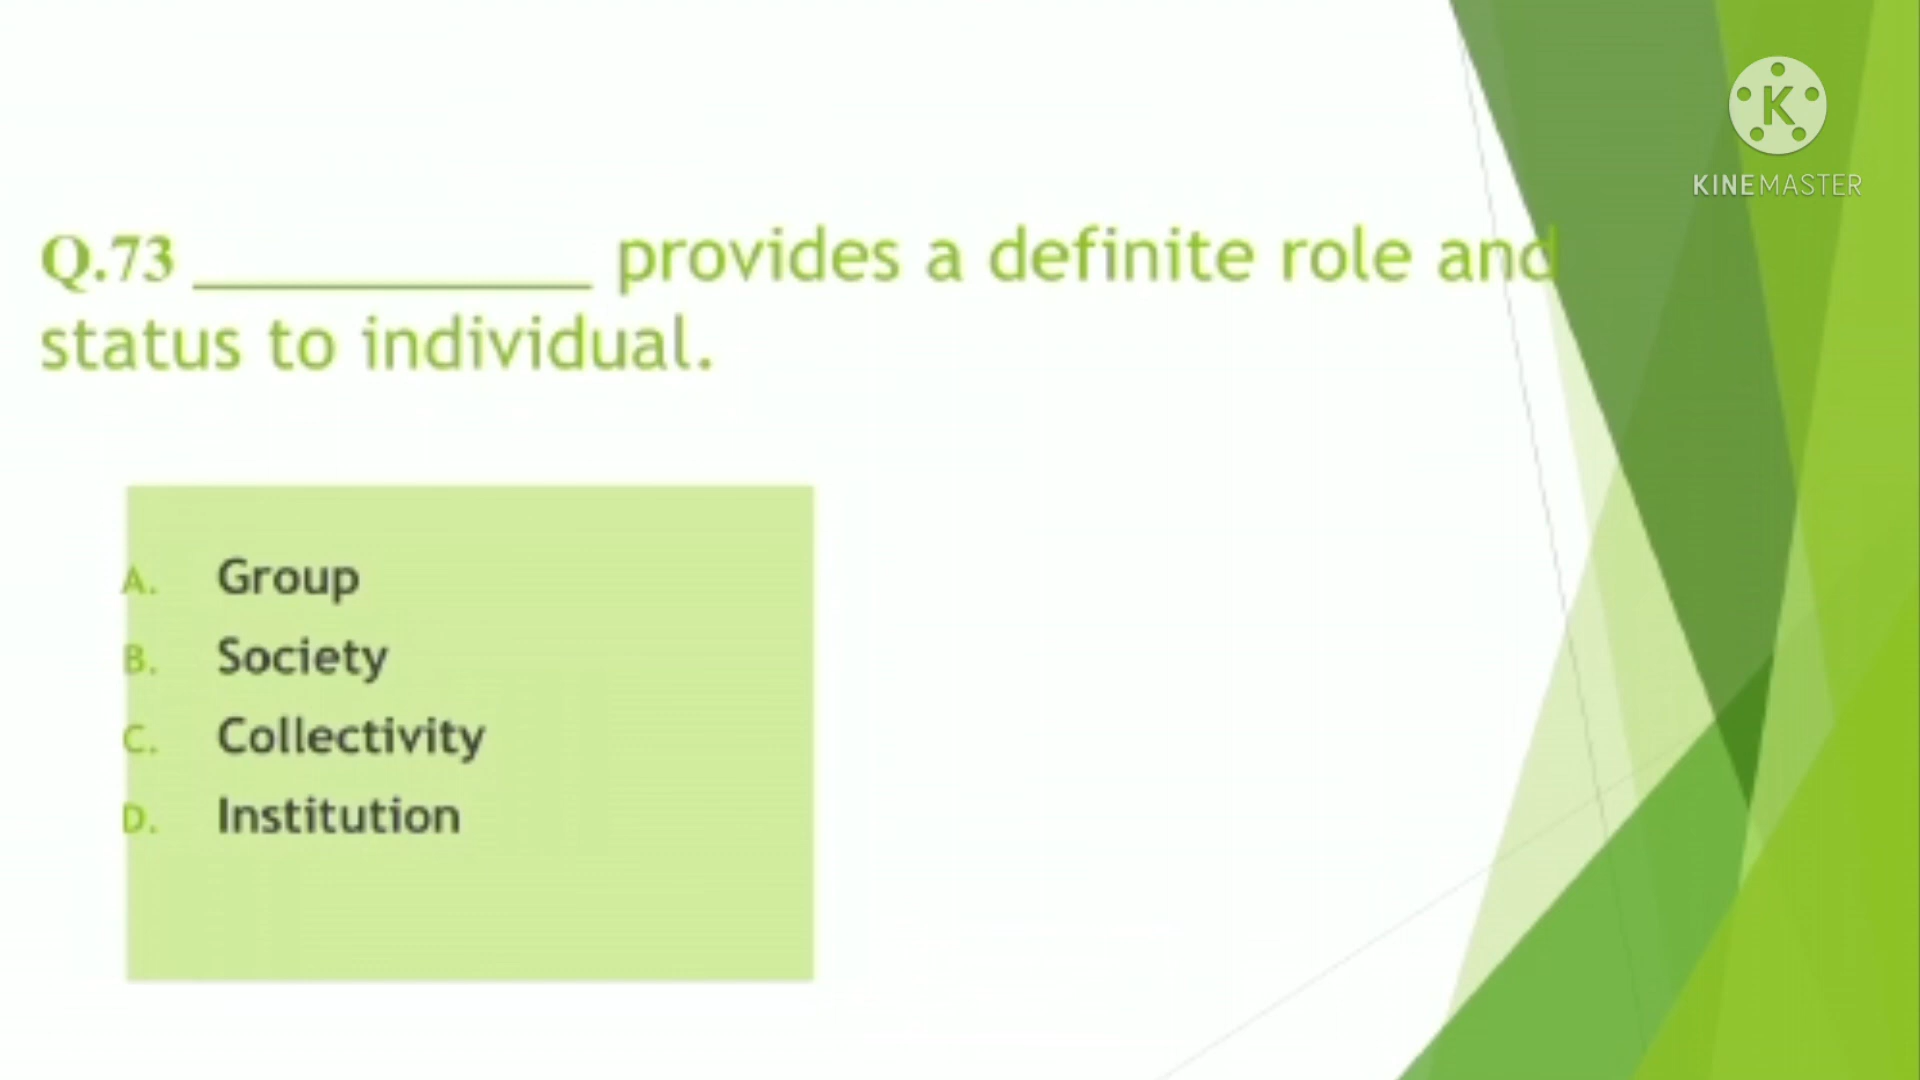 KINEMASTER
Q.73 ____________ provides a definite role and
status to individual.
A. Group
B. Society
C. Collectivity
D. Institution